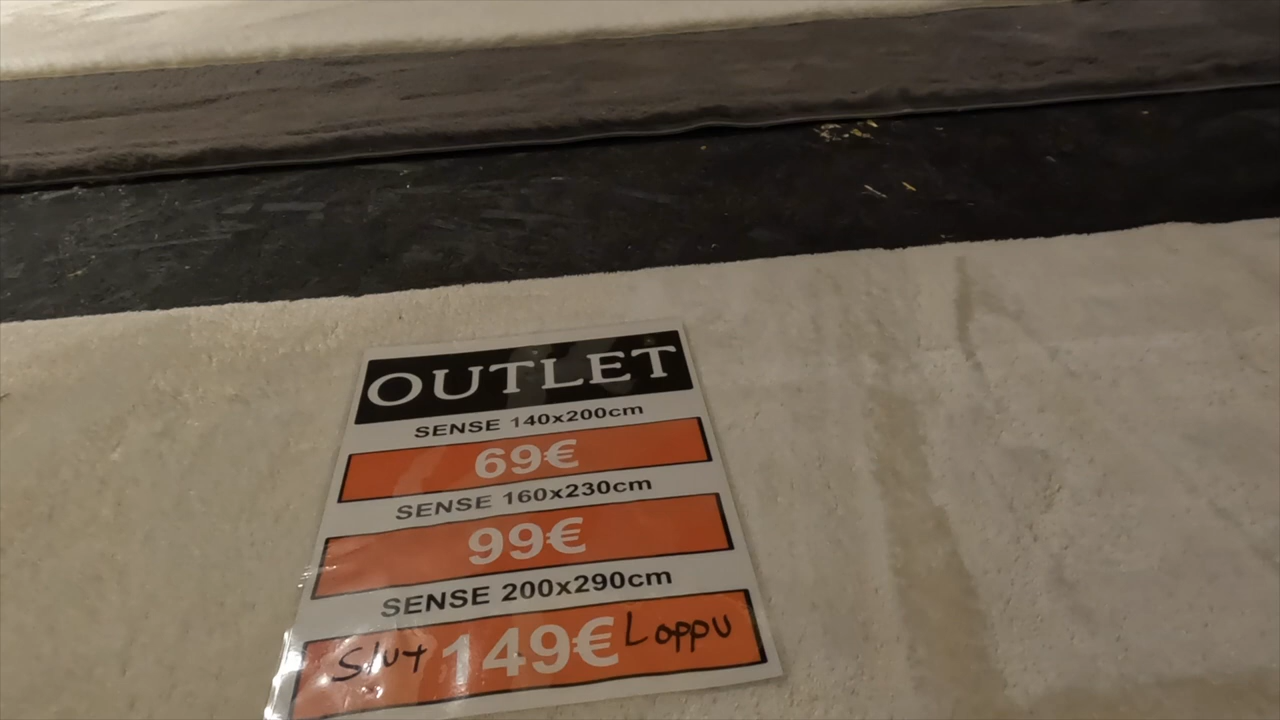 OUTLET
SENSE 140x200cm
69€
SENSE 160x230cm
99€
SENSE 200x290cm
Slut 149€ Loppu